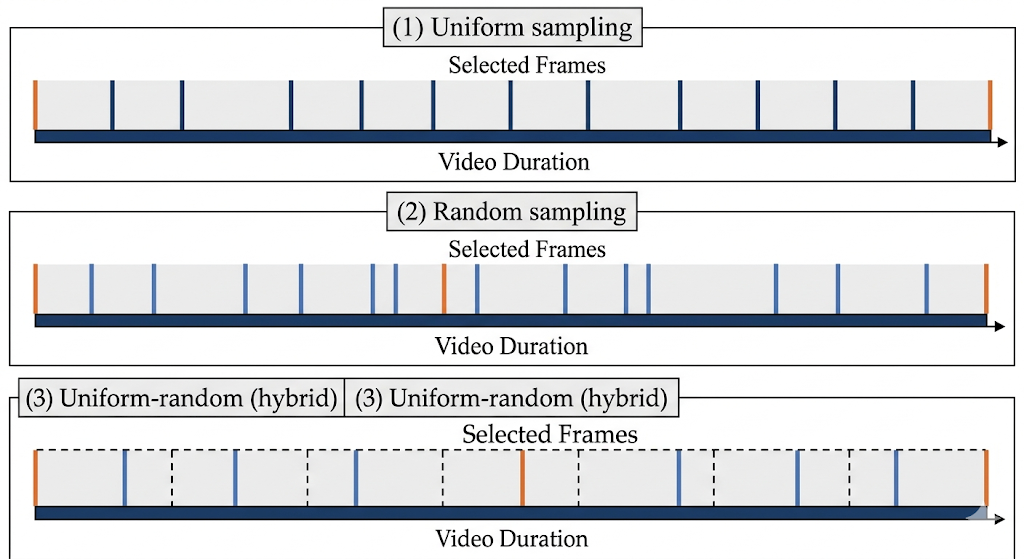 (1) Uniform sampling
Selected Frames
Video Duration
(2) Random sampling
Selected Frames
Video Duration
(3) Uniform-random (hybrid) (3) Uniform-random (hybrid)
Selected Frames
Video Duration